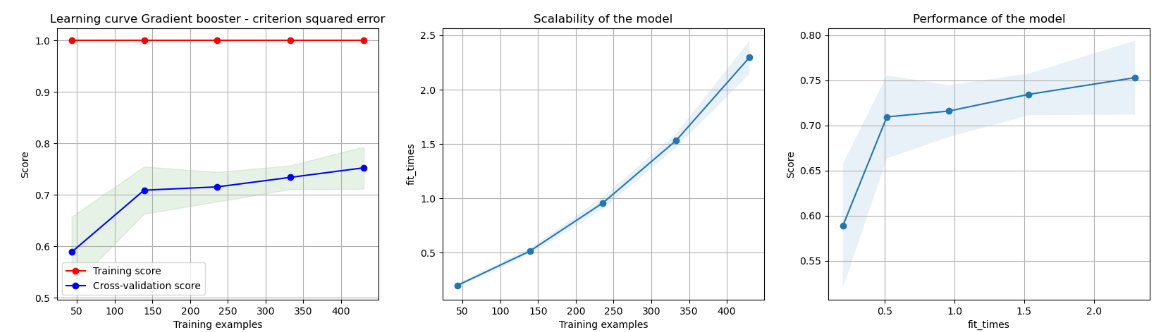 Learning curve Gradient booster - criterion squared error
Score
1.0
0.9
0.8
0.7
0.6
0.5
Training score
Cross-validation score
50 100 150 200 250 300 350 400
Training examples
Scalability of the model
fit_times
2.5
2.0
1.5
1.0
0.5
50 100 150 200 250 300 350 400
Training examples
Performance of the model
Score
0.80
0.75
0.70
0.65
0.60
0.55
0.5 1.0 1.5 2.0
fit_times